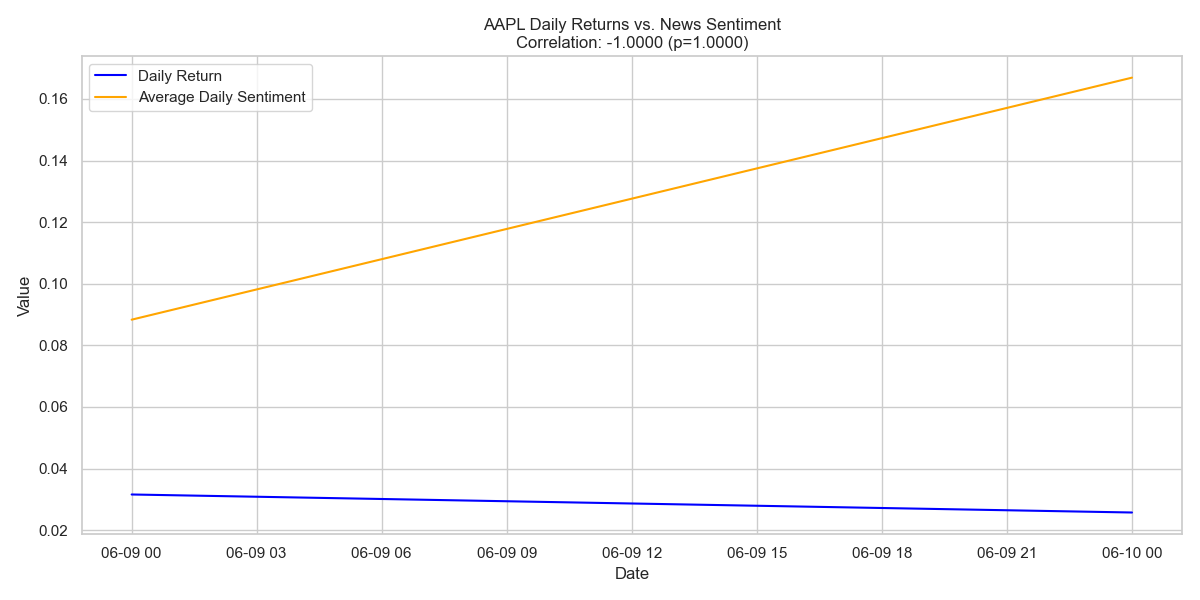 AAPL Daily Returns vs. News Sentiment
Correlation: -1.0000 (p=1.0000)
Daily Return
Average Daily Sentiment
Value
0.16
0.14
0.12
0.10
0.08
0.06
0.04
0.02
06-09 00 06-09 03 06-09 06 06-09 09 06-09 12 06-09 15 06-09 18 06-09 21 06-10 00
Date